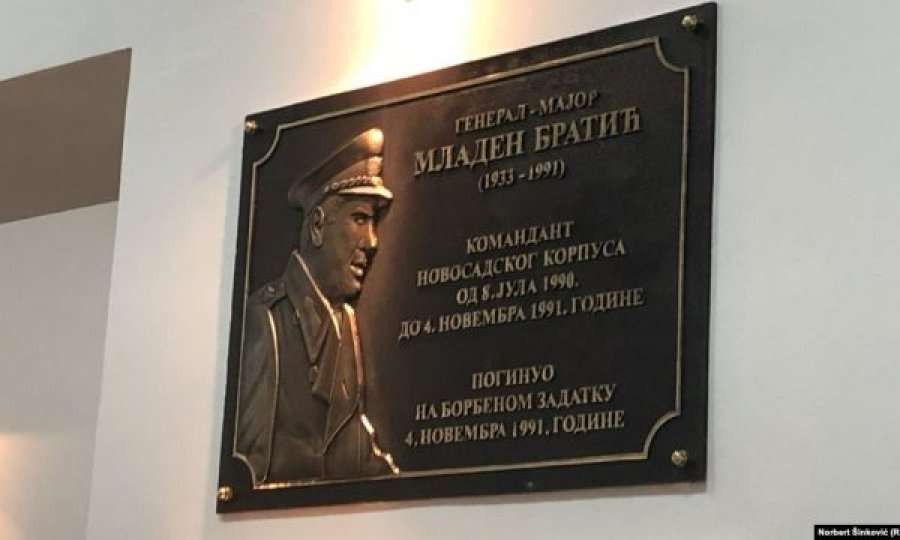 ГЕНЕРАЛ - МАЈОР
МЛАДЕН БРАТИЋ
(1933 - 1991)
КОМАНДАНТ
НОВОСАДСКОГ КОРПУСА
ОД 8. ЈУЛА 1990.
ДО 4. НОВЕМБРА 1991. ГОДИНЕ
ПОГИНУО
НА БОРБЕНОМ ЗАДАТКУ
4. НОВЕМБРА 1991. ГОДИНЕ
Norbert Šinković (R